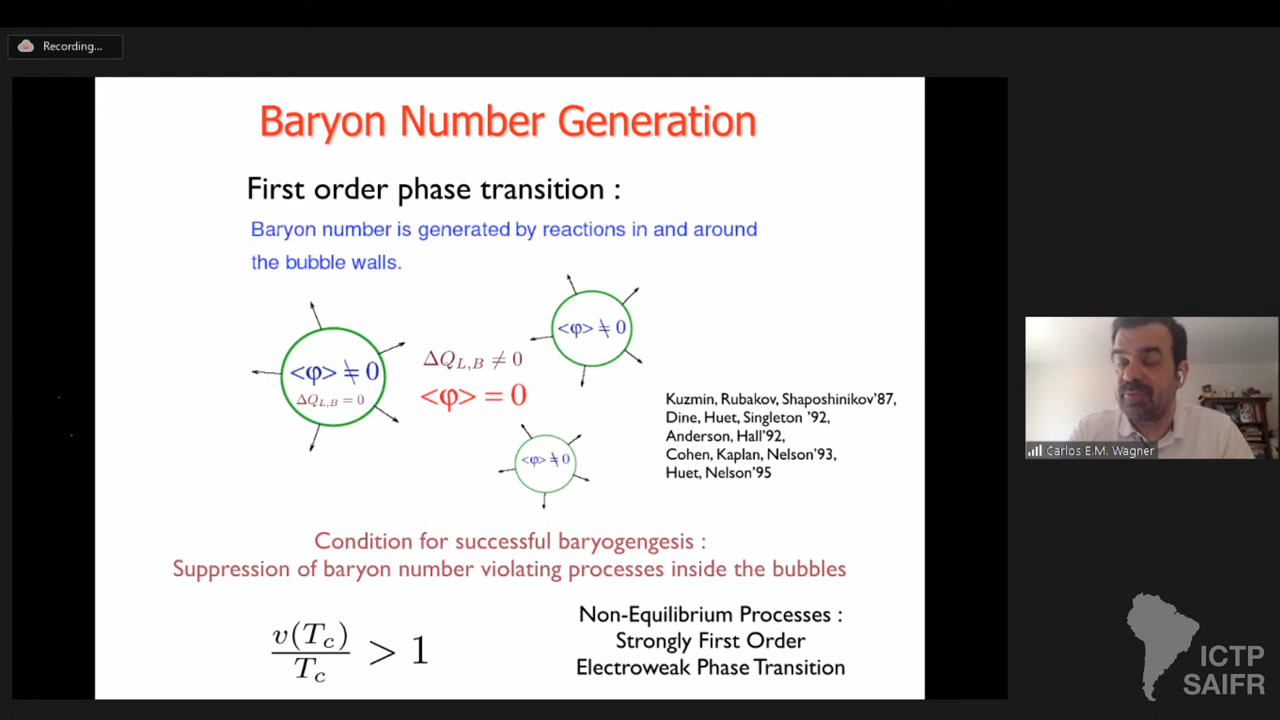 Recording...
Baryon Number Generation
First order phase transition :
Baryon number is generated by reactions in and around
the bubble walls.
<φ> ≠ 0
<φ> ≠ 0
ΔQ_{L,B} = 0
ΔQ_{L,B} ≠ 0
<φ> = 0
<φ> ≠ 0
Kuzmin, Rubakov, Shaposhinikov'87,
Dine, Huet, Singleton '92,
Anderson, Hall'92,
Cohen, Kaplan, Nelson'93,
Huet, Nelson'95
Carlos E.M. Wagner
Condition for successful baryogengesis :
Suppression of baryon number violating processes inside the bubbles
v(T_c)/T_c > 1
Non-Equilibrium Processes :
Strongly First Order
Electroweak Phase Transition
ICTP
SAIFR